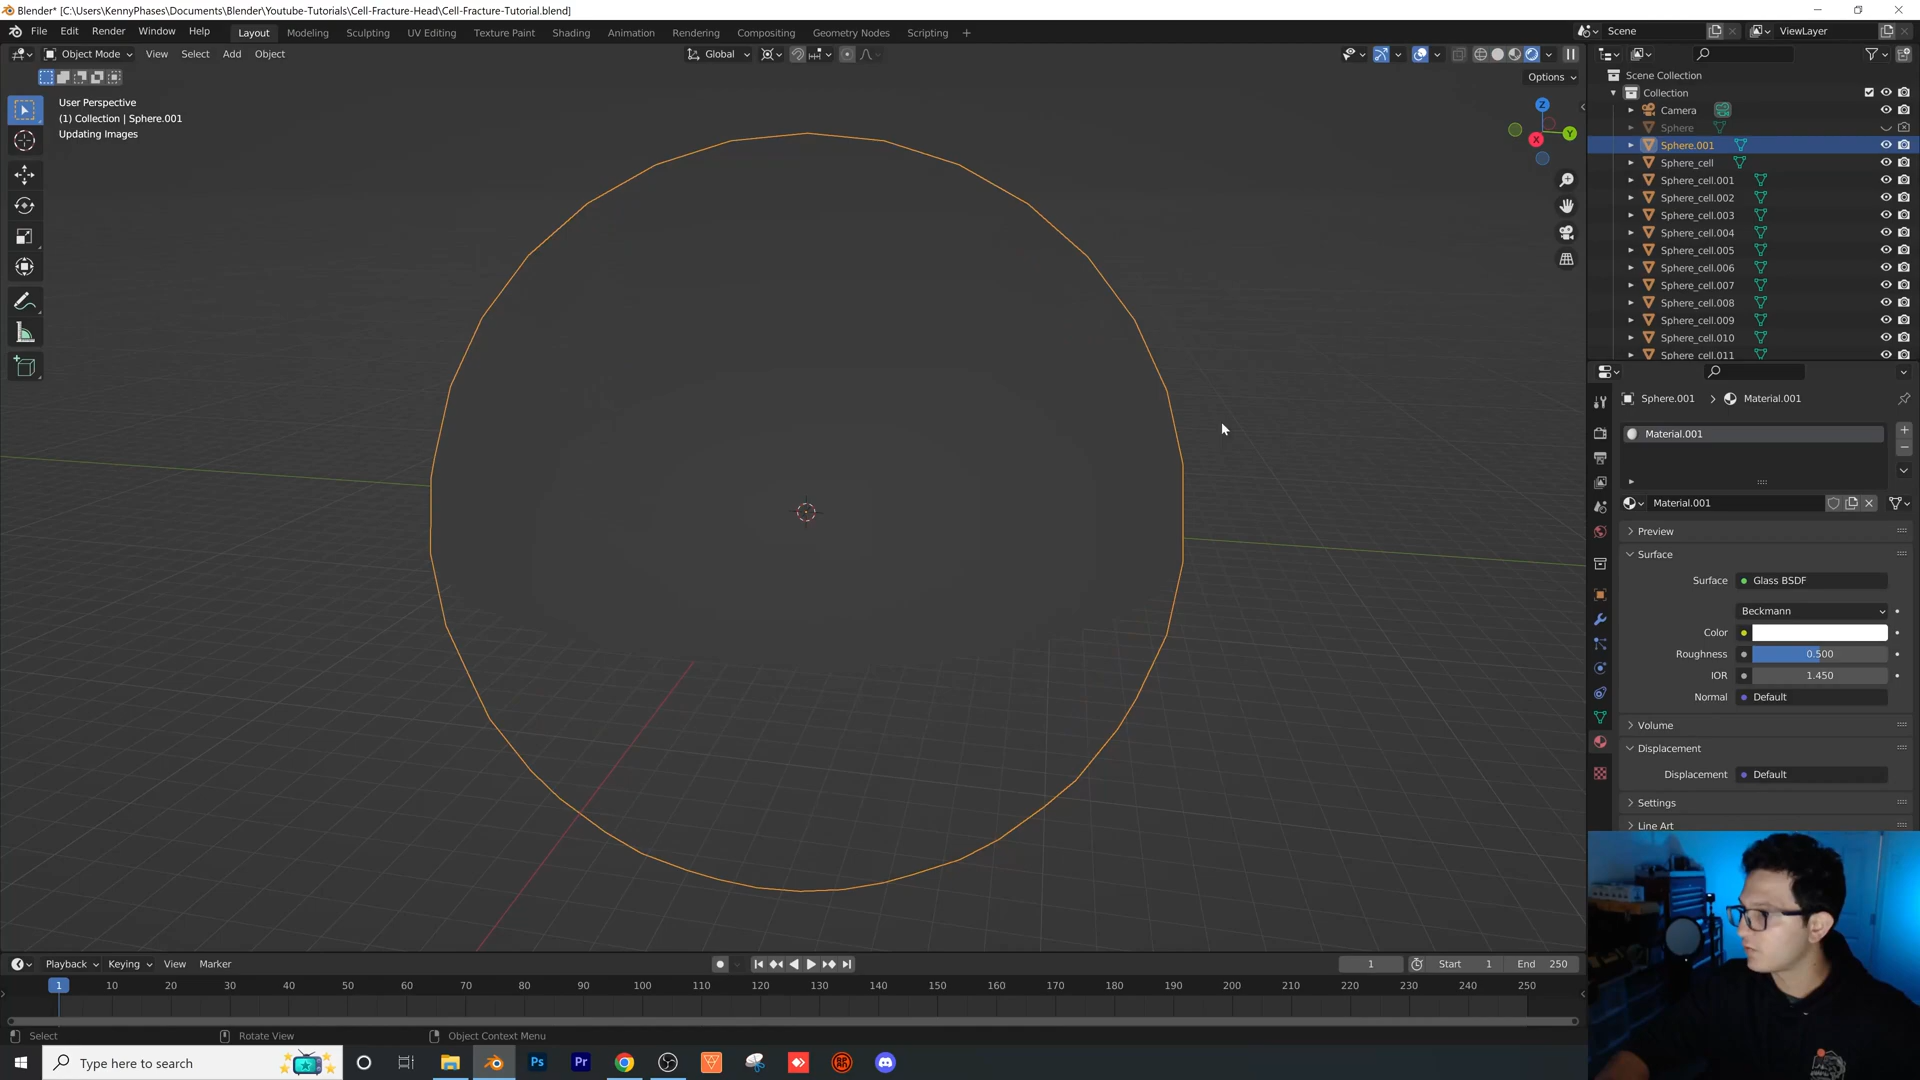 Blender* [C:\Users\KennyPhases\Documents\Blender\Youtube-Tutorials\Cell-Fracture-Head\Cell-Fracture-Tutorial.blend]
File Edit Render Window Help Layout Modeling Sculpting UV Editing Texture Paint Shading Animation Rendering Compositing Geometry Nodes Scripting + Scene ViewLayer
Object Mode View Select Add Object Global
Options
User Perspective
(1) Collection | Sphere.001
Updating Images
Z
Y
X
Scene Collection
Collection
Camera
Sphere
Sphere.001
Sphere_cell
Sphere_cell.001
Sphere_cell.002
Sphere_cell.003
Sphere_cell.004
Sphere_cell.005
Sphere_cell.006
Sphere_cell.007
Sphere_cell.008
Sphere_cell.009
Sphere_cell.010
Sphere_cell.011
Sphere.001 > Material.001
Material.001
Material.001
Preview
Surface
Surface Glass BSDF
Beckmann
Color
Roughness 0.500
IOR 1.450
Normal Default
Volume
Displacement
Displacement Default
Settings
Line Art
Playback Keying View Marker 1 Start 1 End 250
1 10 20 30 40 50 60 70 80 90 100 110 120 130 140 150 160 170 180 190 200 210 220 230 240 250
Select Rotate View Object Context Menu
Type here to search Ps Pr